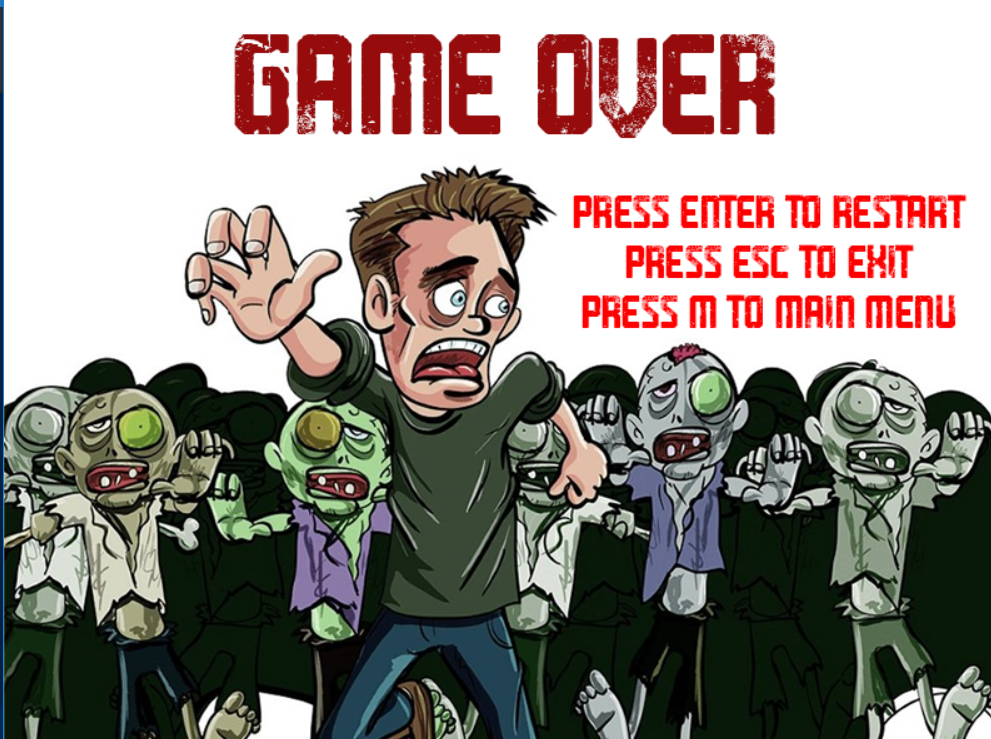 GAME OVER
PRESS ENTER TO RESTART
PRESS ESC TO EXIT
PRESS M TO MAIN MENU